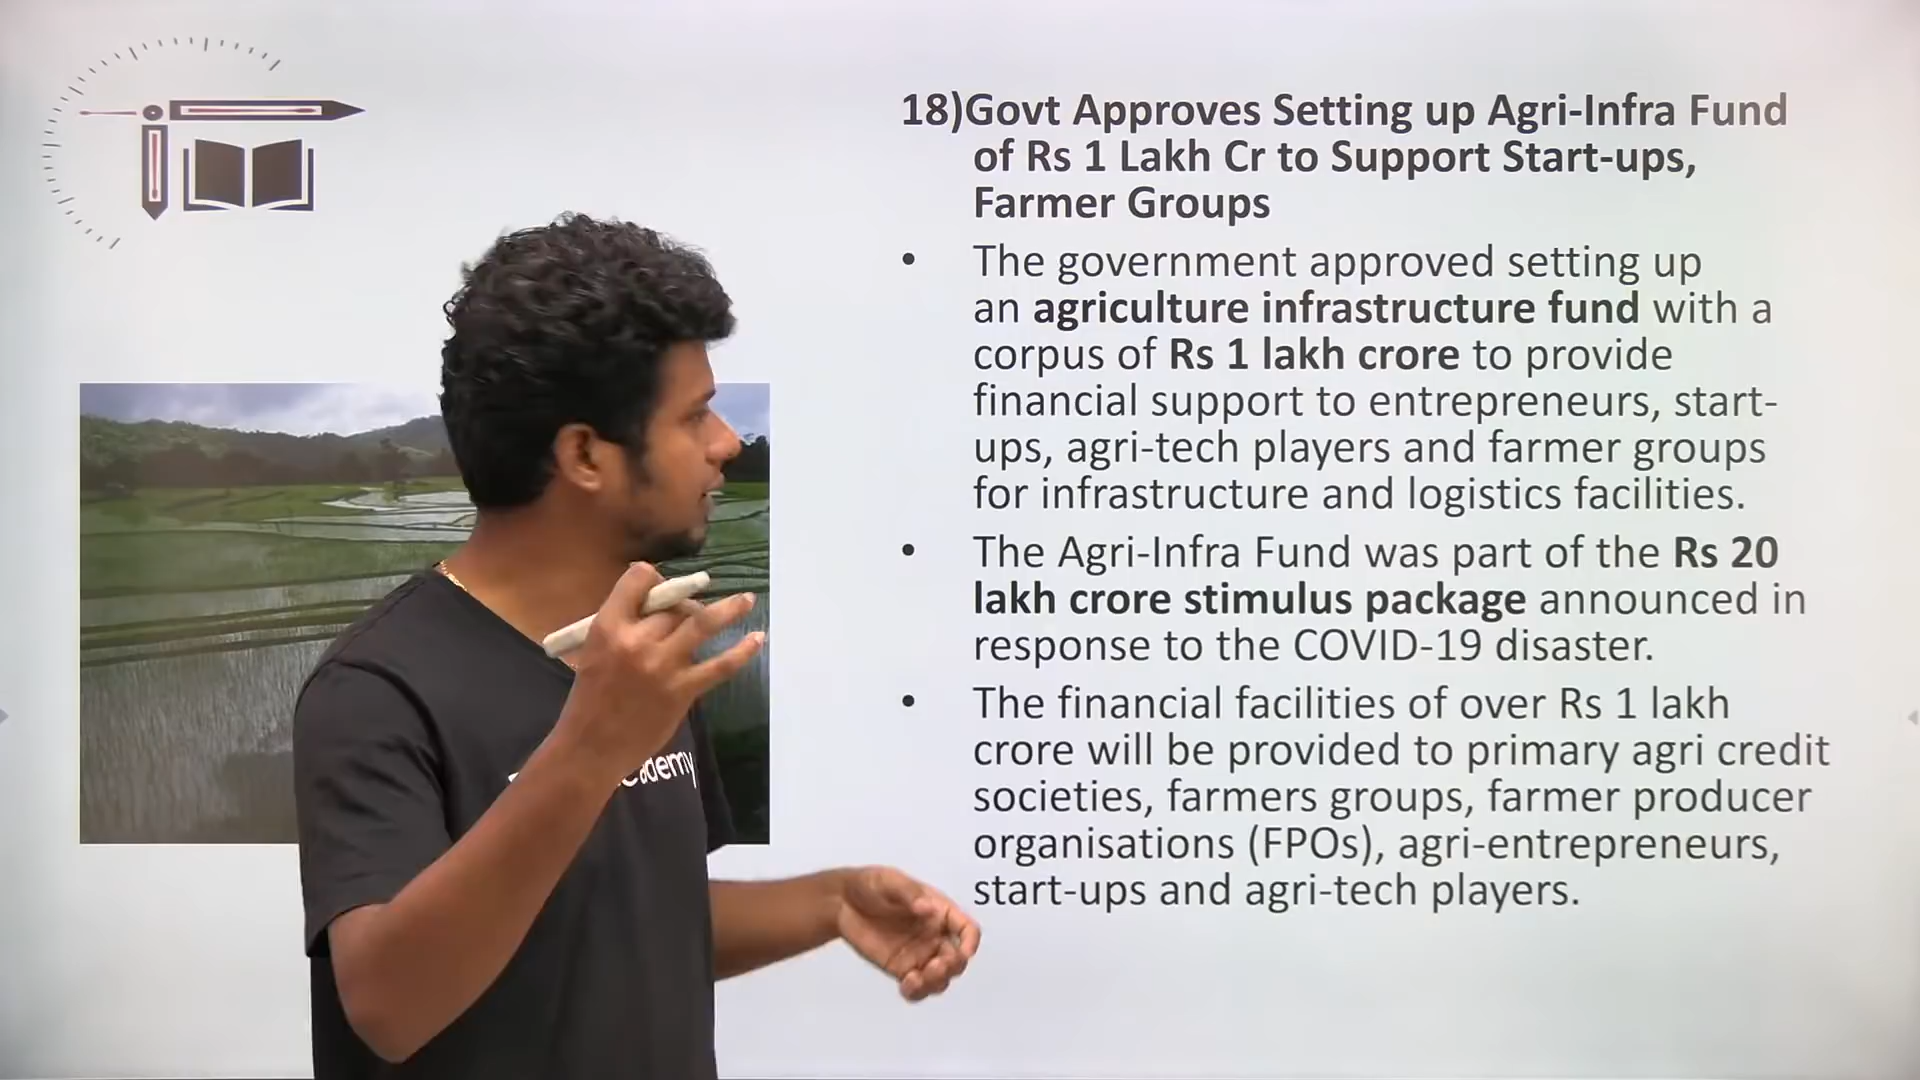 18)Govt Approves Setting up Agri-Infra Fund
of Rs 1 Lakh Cr to Support Start-ups,
Farmer Groups
• The government approved setting up
an agriculture infrastructure fund with a
corpus of Rs 1 lakh crore to provide
financial support to entrepreneurs, start-
ups, agri-tech players and farmer groups
for infrastructure and logistics facilities.
• The Agri-Infra Fund was part of the Rs 20
lakh crore stimulus package announced in
response to the COVID-19 disaster.
• The financial facilities of over Rs 1 lakh
crore will be provided to primary agri credit
societies, farmers groups, farmer producer
organisations (FPOs), agri-entrepreneurs,
start-ups and agri-tech players.